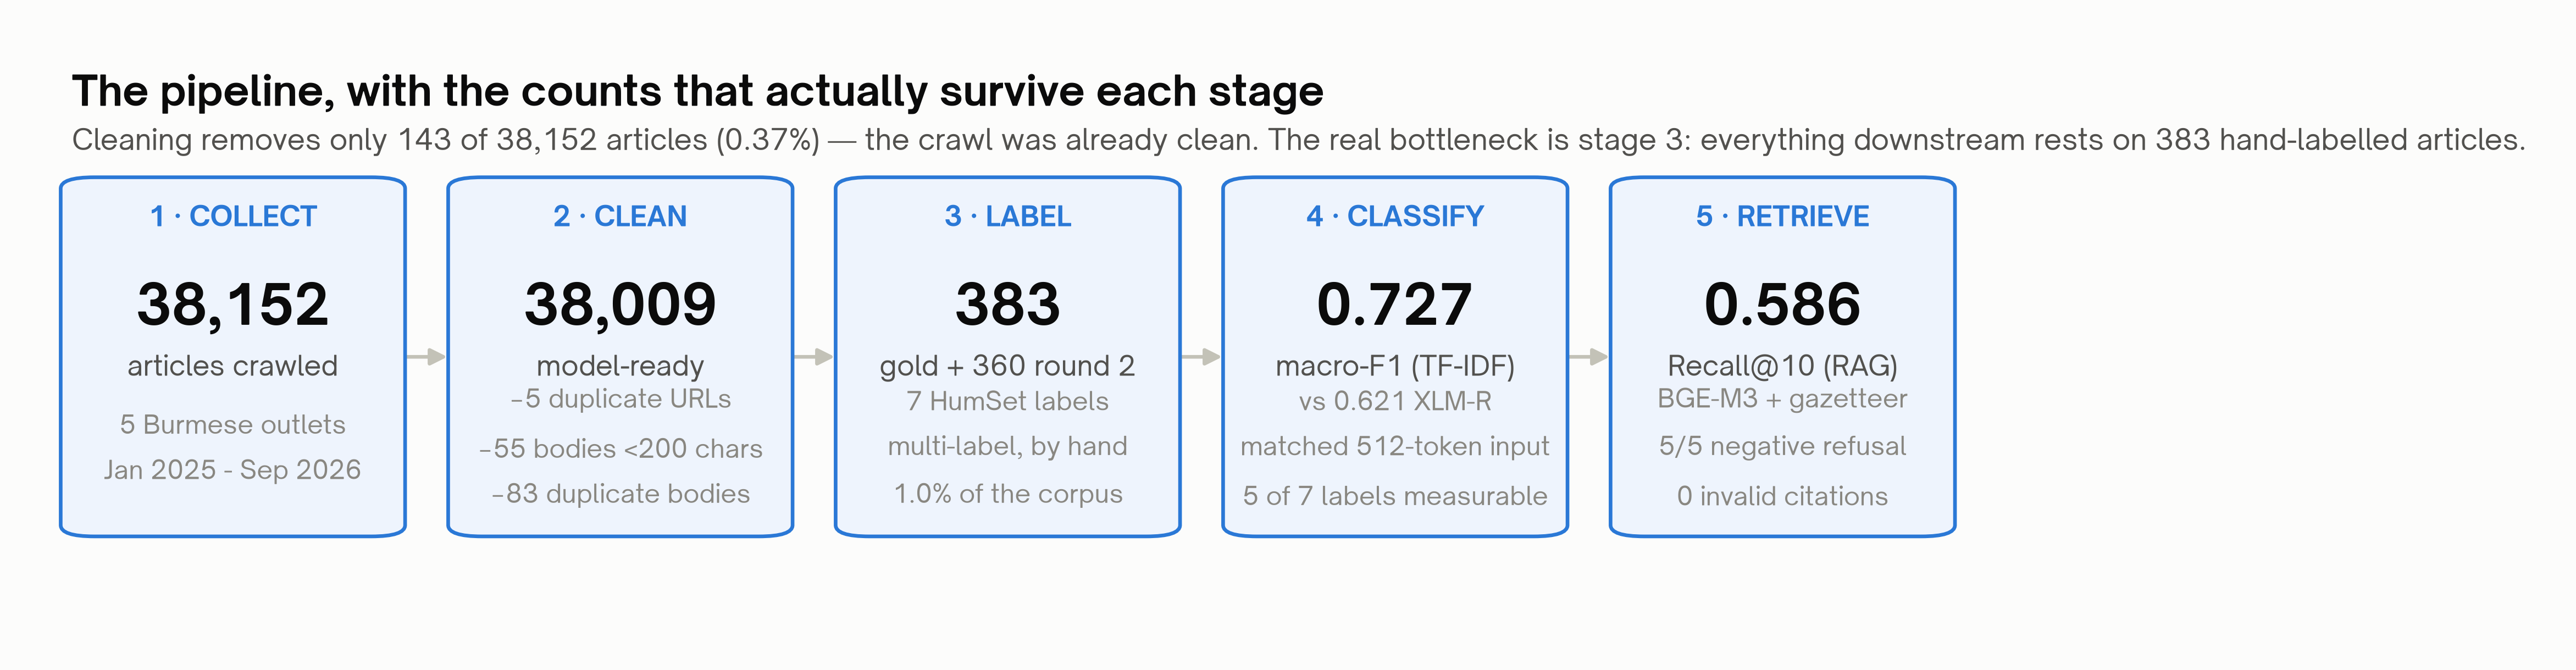 The pipeline, with the counts that actually survive each stage
Cleaning removes only 143 of 38,152 articles (0.37%) — the crawl was already clean. The real bottleneck is stage 3: everything downstream rests on 383 hand-labelled articles.
1 · COLLECT
38,152
articles crawled
5 Burmese outlets
Jan 2025 - Sep 2026
2 · CLEAN
38,009
model-ready
−5 duplicate URLs
−55 bodies <200 chars
−83 duplicate bodies
3 · LABEL
383
gold + 360 round 2
7 HumSet labels
multi-label, by hand
1.0% of the corpus
4 · CLASSIFY
0.727
macro-F1 (TF-IDF)
vs 0.621 XLM-R
matched 512-token input
5 of 7 labels measurable
5 · RETRIEVE
0.586
Recall@10 (RAG)
BGE-M3 + gazetteer
5/5 negative refusal
0 invalid citations